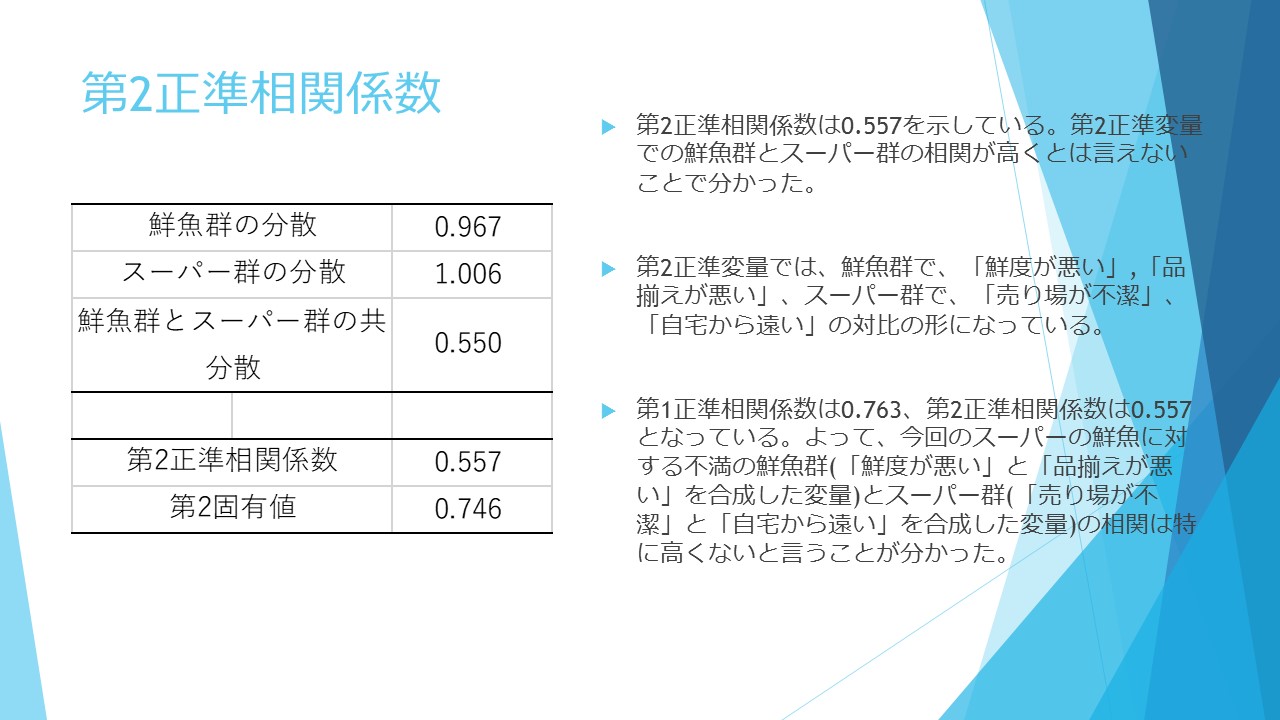 第2正準相関係数
鮮魚群の分散 0.967
スーパー群の分散 1.006
鮮魚群とスーパー群の共
分散 0.550
第2正準相関係数 0.557
第2固有値 0.746
第2正準相関係数は0.557を示している。第2正準変量
での鮮魚群とスーパー群の相関が高くとは言えない
ことで分かった。
第2正準変量では、鮮魚群で、「鮮度が悪い」,「品
揃えが悪い」、スーパー群で、「売り場が不潔」、
「自宅から遠い」の対比の形になっている。
第1正準相関係数は0.763、第2正準相関係数は0.557
となっている。よって、今回のスーパーの鮮魚に対
する不満の鮮魚群(「鮮度が悪い」と「品揃えが悪
い」を合成した変量)とスーパー群(「売り場が不
潔」と「自宅から遠い」を合成した変量)の相関は特
に高くないと言うことが分かった。